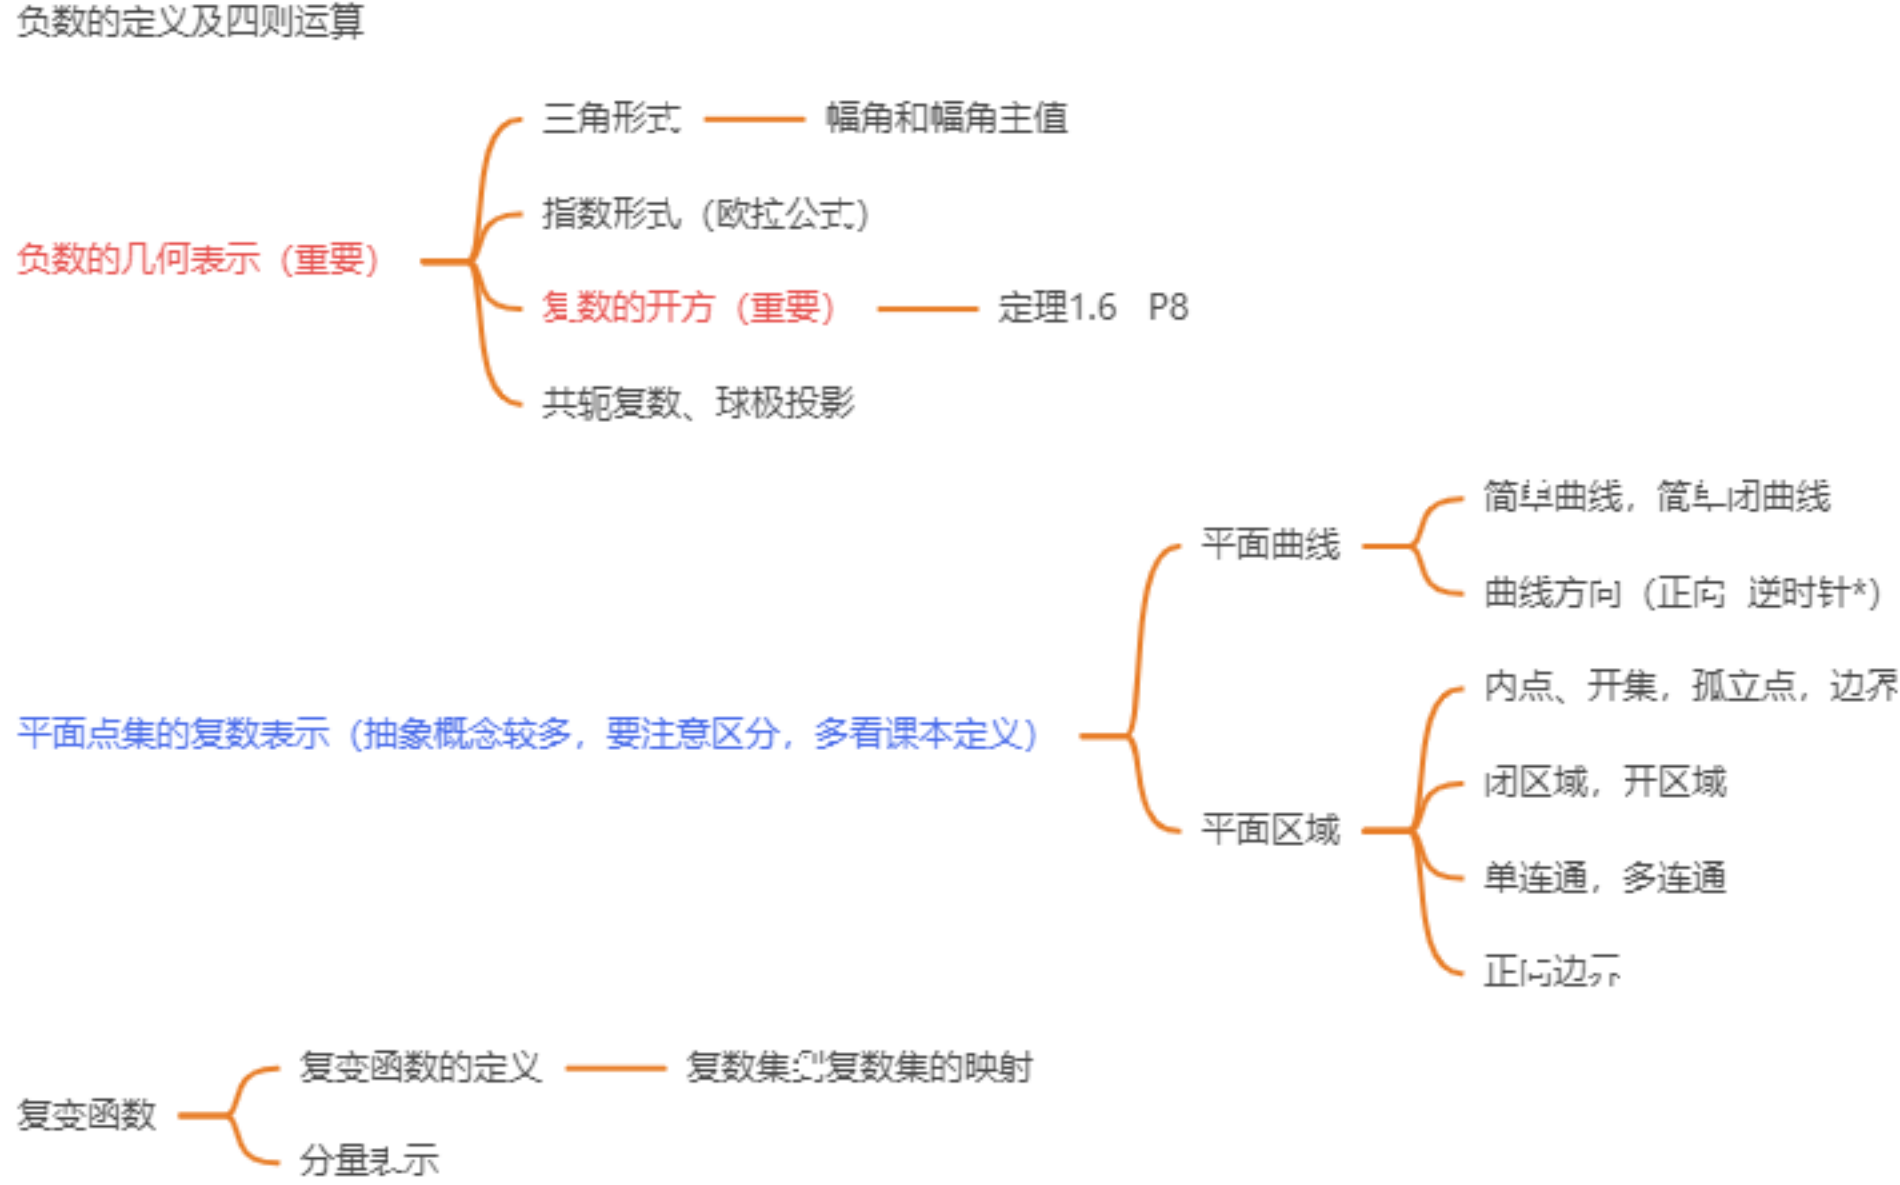 负数的定义及四则运算
三角形式
幅角和幅角主值
指数形式（欧拉公式）
负数的几何表示（重要）
复数的开方（重要）
定理1.6 P8
共轭复数、球极投影
简单曲线，简单闭曲线
平面曲线
曲线方向（正向 逆时针*）
内点、开集，孤立点，边界
平面点集的复数表示（抽象概念较多，要注意区分，多看课本定义）
闭区域，开区域
平面区域
单连通，多连通
正向边界
复变函数的定义
复数集到复数集的映射
复变函数
分量表示